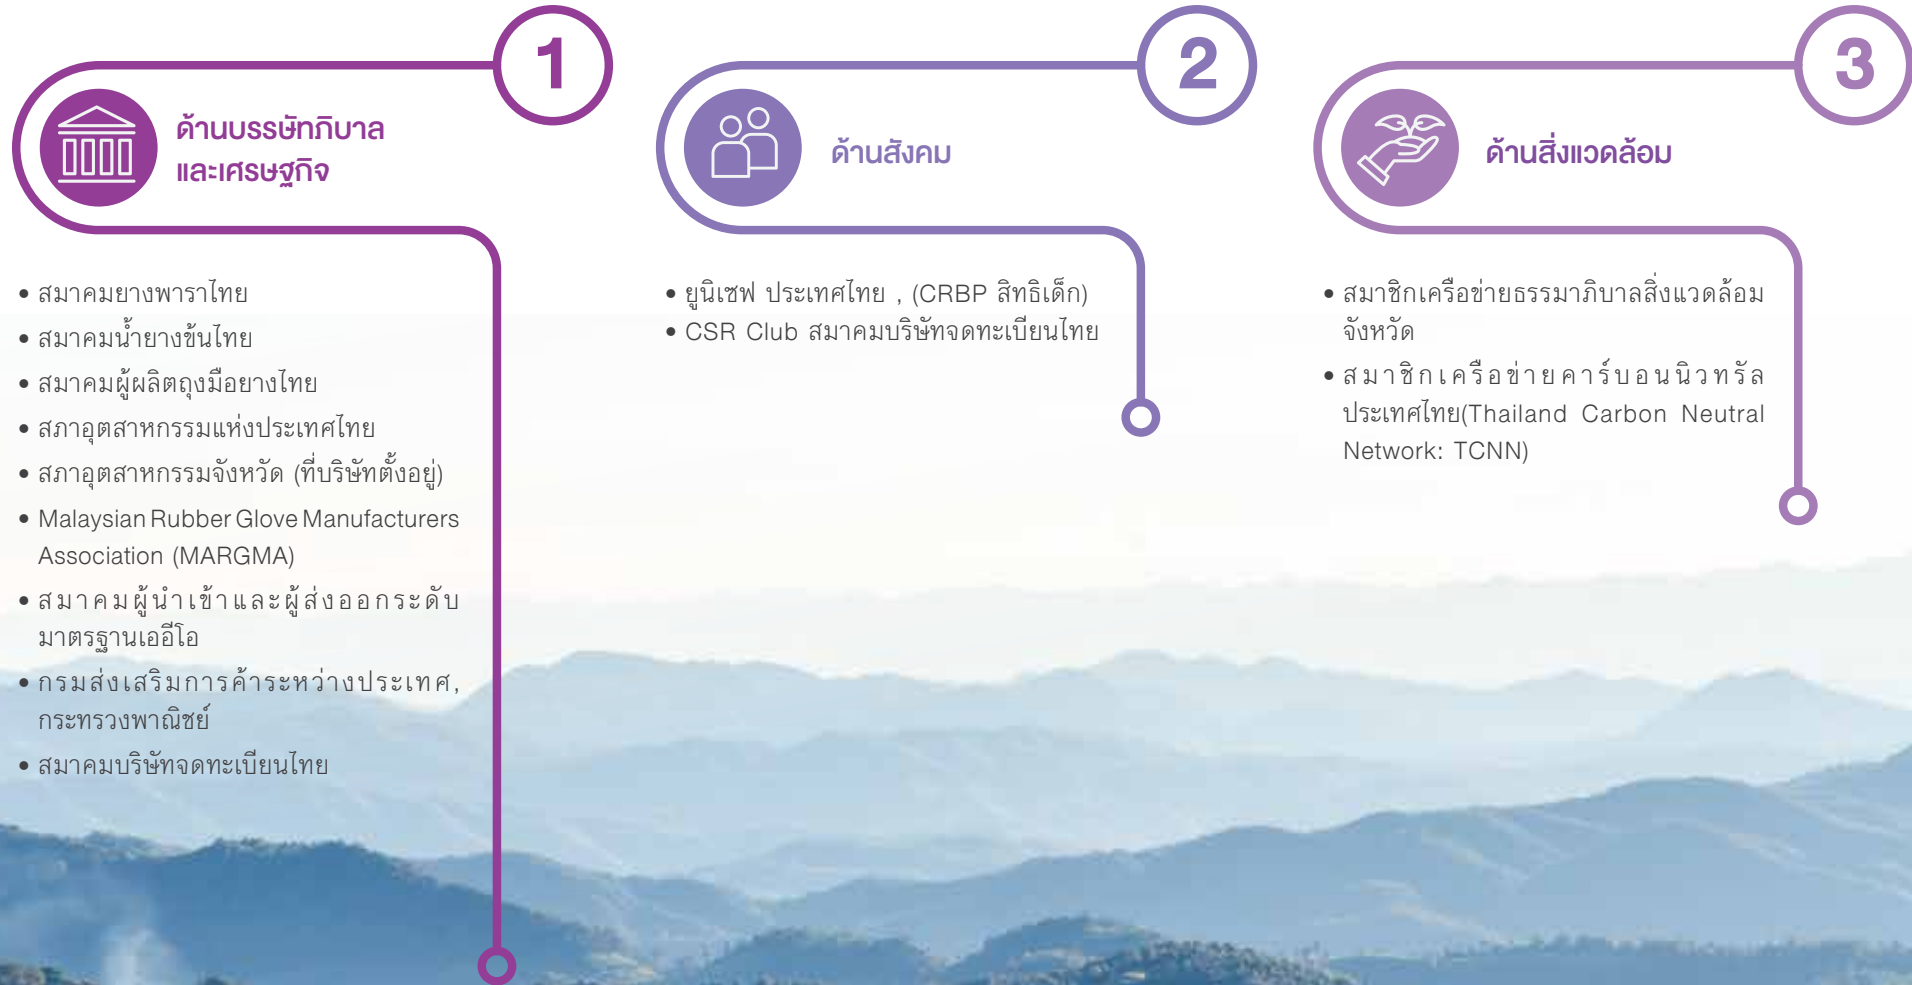 1
ด้านบรรษัทภิบาล
และเศรษฐกิจ
• สมาคมยางพาราไทย
• สมาคมน้ำยางข้นไทย
• สมาคมผู้ผลิตถุงมือยางไทย
• สภาอุตสาหกรรมแห่งประเทศไทย
• สภาอุตสาหกรรมจังหวัด (ที่บริษัทตั้งอยู่)
• Malaysian Rubber Glove Manufacturers
Association (MARGMA)
• สมาคมผู้นำเข้าและผู้ส่งออกระดับ
มาตรฐานเออีโอ
• กรมส่งเสริมการค้าระหว่างประเทศ,
กระทรวงพาณิชย์
• สมาคมบริษัทจดทะเบียนไทย
2
ด้านสังคม
• ยูนิเซฟ ประเทศไทย , (CRBP สิทธิเด็ก)
• CSR Club สมาคมบริษัทจดทะเบียนไทย
3
ด้านสิ่งแวดล้อม
• สมาชิกเครือข่ายธรรมาภิบาลสิ่งแวดล้อม
จังหวัด
• สมาชิกเครือข่ายคาร์บอนนิวทรัล
ประเทศไทย(Thailand Carbon Neutral
Network: TCNN)